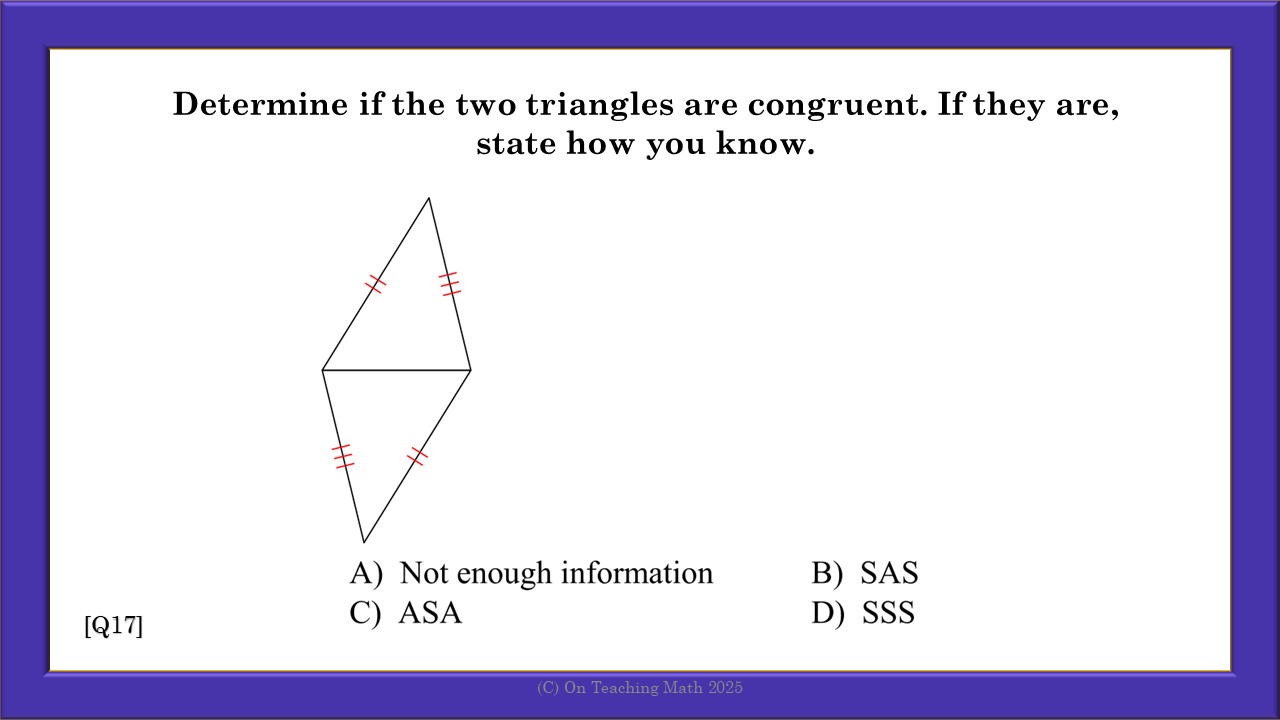 Determine if the two triangles are congruent. If they are,
state how you know.
A) Not enough information B) SAS
C) ASA D) SSS
[Q17]
(C) On Teaching Math 2025